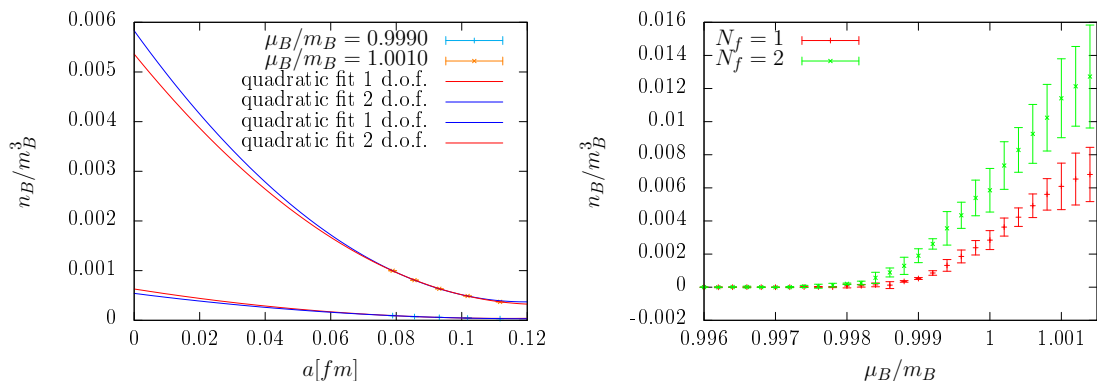 0.006
0.005
0.004
0.003
0.002
0.001
0
n_B/m_B^3
μ_B/m_B = 0.9990
μ_B/m_B = 1.0010
quadratic fit 1 d.o.f.
quadratic fit 2 d.o.f.
quadratic fit 1 d.o.f.
quadratic fit 2 d.o.f.
0 0.02 0.04 0.06 0.08 0.1 0.12
a[fm]
0.016
0.014
0.012
0.01
0.008
0.006
0.004
0.002
0
-0.002
n_B/m_B^3
N_f = 1
N_f = 2
0.996 0.997 0.998 0.999 1 1.001
μ_B/m_B